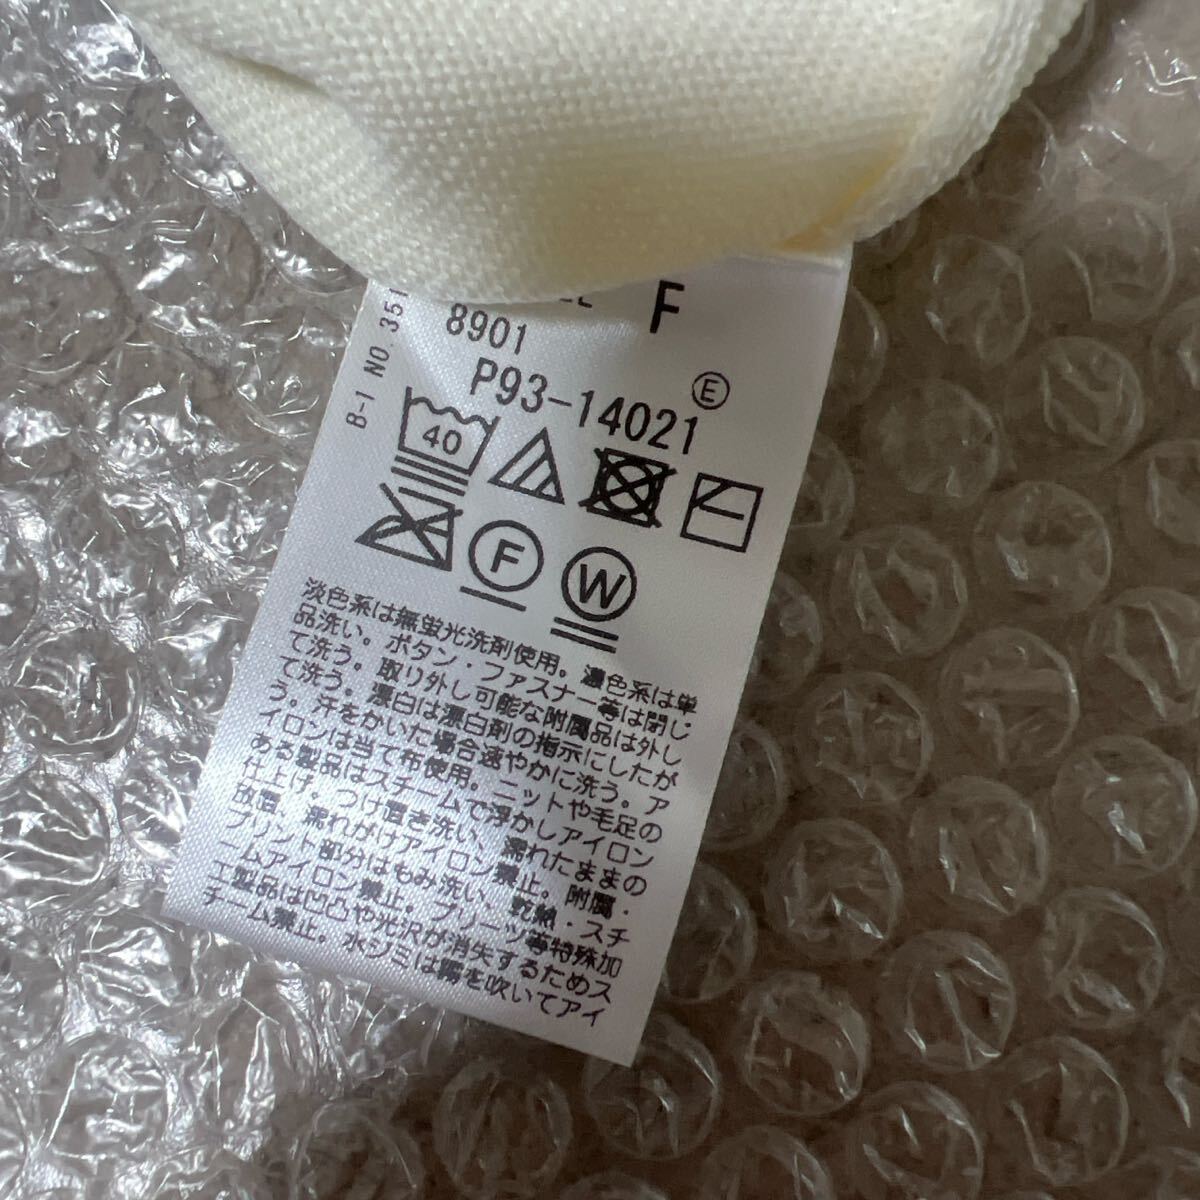 F
8901
P93-14021
E
B-1 NO.351
40
F
W
淡色系は無蛍光洗剤使用。濃色系は単
品洗い。ボタン・ファスナー等は閉じ
て洗う。取り外し可能な附属品は外し
て洗う。漂白は漂白剤の指示にしたが
う。汗をかいた場合速やかに洗う。ア
イロンは当て布使用。ニットや毛足の
ある製品はスチームで浮かしアイロン
仕上げ。つけ置き洗い、濡れたままの
放置、濡れがけアイロン禁止。附属・
プリント部分はもみ洗い、乾燥・スチ
ームアイロン禁止。プリーツ等特殊加
工製品は凹凸や光沢が消失するためス
チーム禁止。水ジミは霧を吹いてアイ